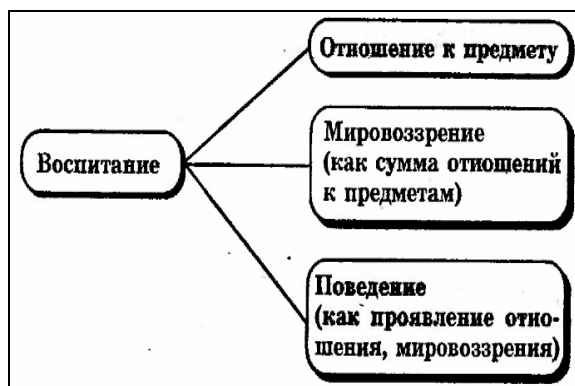 Отношение к предмету
Воспитание
Мировоззрение
(как сумма отношений
к предметам)
Поведение
(как проявление отно-
шения, мировоззрения)